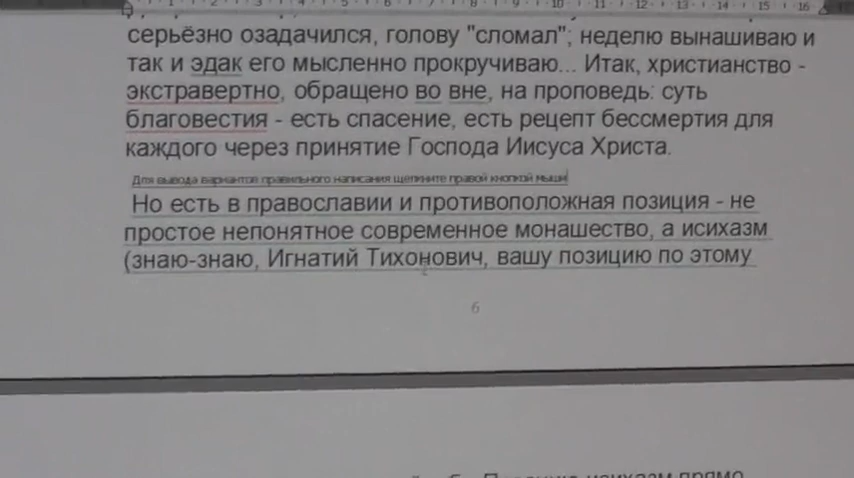 серьёзно озадачился, голову "сломал"; неделю вынашиваю и
так и эдак его мысленно прокручиваю... Итак, христианство -
экстравертно, обращено во вне, на проповедь: суть
благовестия - есть спасение, есть рецепт бессмертия для
каждого через принятие Господа Иисуса Христа.
Для вывода вариантов правильного написания щелкните правой кнопкой мыши
Но есть в православии и противоположная позиция - не
простое непонятное современное монашество, а исихазм
(знаю-знаю, Игнатий Тихонович, вашу позицию по этому
6
исихазм прямо